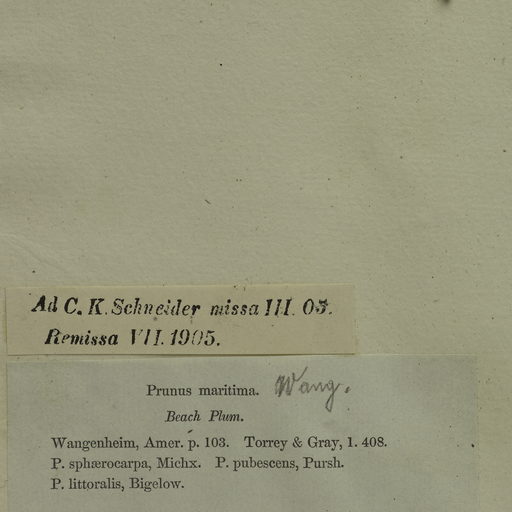 Ad C. K. Schneider missa III. 05.
Remissa VII. 1905.
Prunus maritima. Wang.
Beach Plum.
Wangenheim, Amer. p. 103. Torrey & Gray, 1. 408.
P. sphærocarpa, Michx. P. pubescens, Pursh.
P. littoralis, Bigelow.